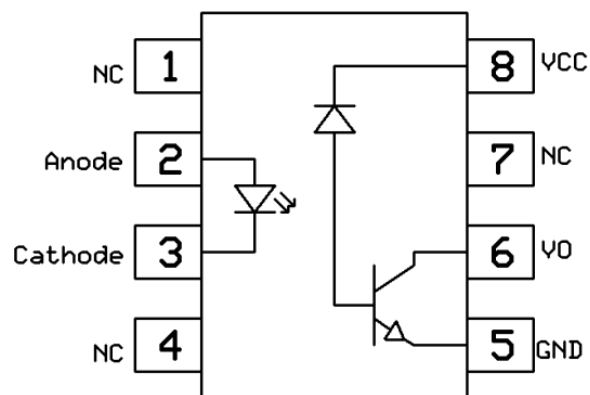 NC 1
Anode 2
Cathode 3
NC 4
8 VCC
7 NC
6 VO
5 GND